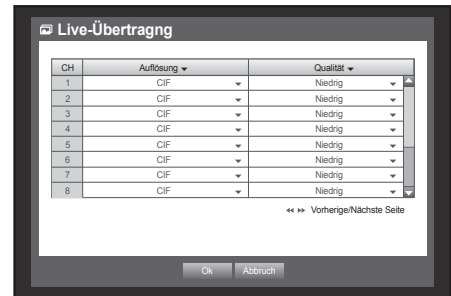 Live-Übertragng
CH Auflösung Qualität
1 CIF Niedrig
2 CIF Niedrig
3 CIF Niedrig
4 CIF Niedrig
5 CIF Niedrig
6 CIF Niedrig
7 CIF Niedrig
8 CIF Niedrig
Vorherige/Nächste Seite
Ok Abbruch